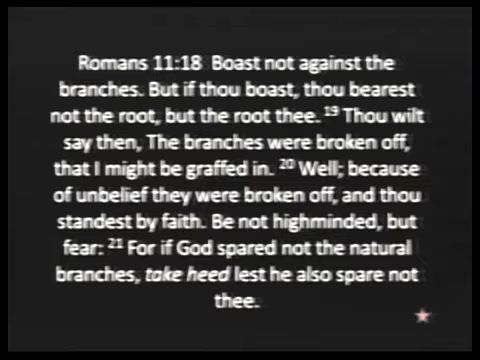 Romans 11:18 Boast not against the
branches. But if thou boast, thou bearest
not the root, but the root thee. 19 Thou wilt
say then, The branches were broken off,
that I might be graffed in. 20 Well; because
of unbelief they were broken off, and thou
standest by faith. Be not highminded, but
fear: 21 For if God spared not the natural
branches, take heed lest he also spare not
thee.